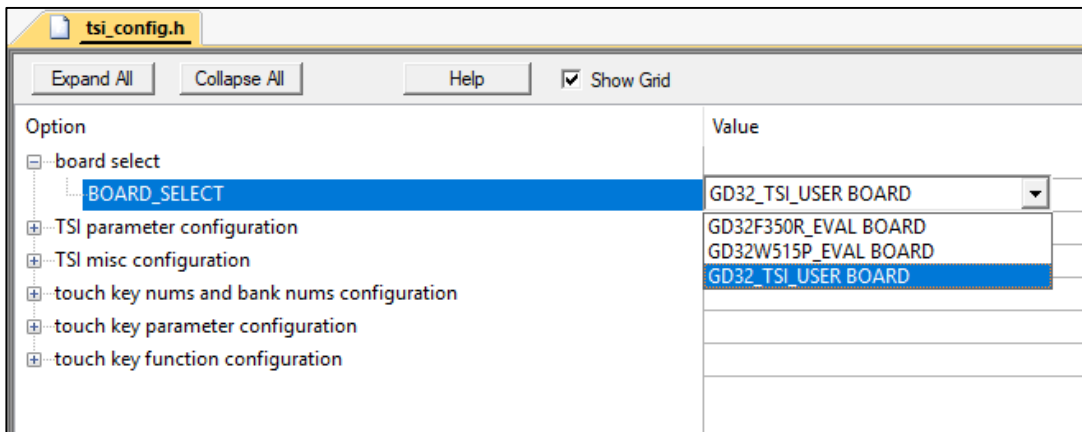 tsi_config.h
Expand All Collapse All Help Show Grid
Option Value
board select
BOARD_SELECT GD32_TSI_USER BOARD
GD32F350R_EVAL BOARD
TSI parameter configuration
GD32W515P_EVAL BOARD
TSI misc configuration
GD32_TSI_USER BOARD
touch key nums and bank nums configuration
touch key parameter configuration
touch key function configuration